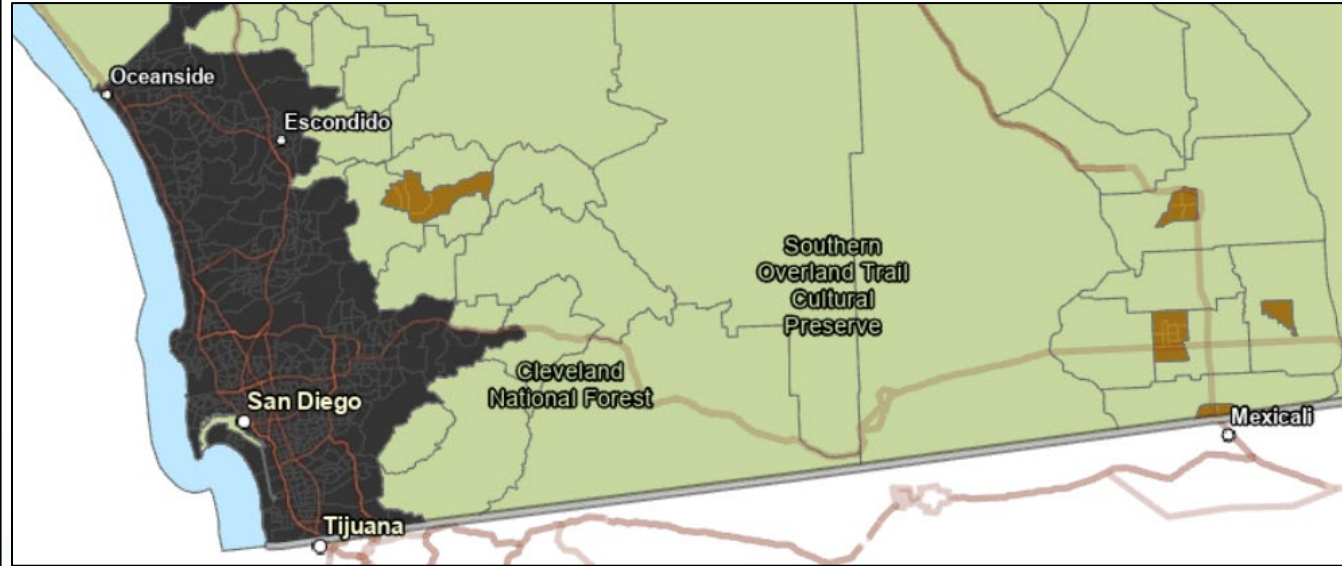 Oceanside
Escondido
Southern
Overland Trail
Cultural
Preserve
Cleveland
National Forest
San Diego
Mexicali
Tijuana